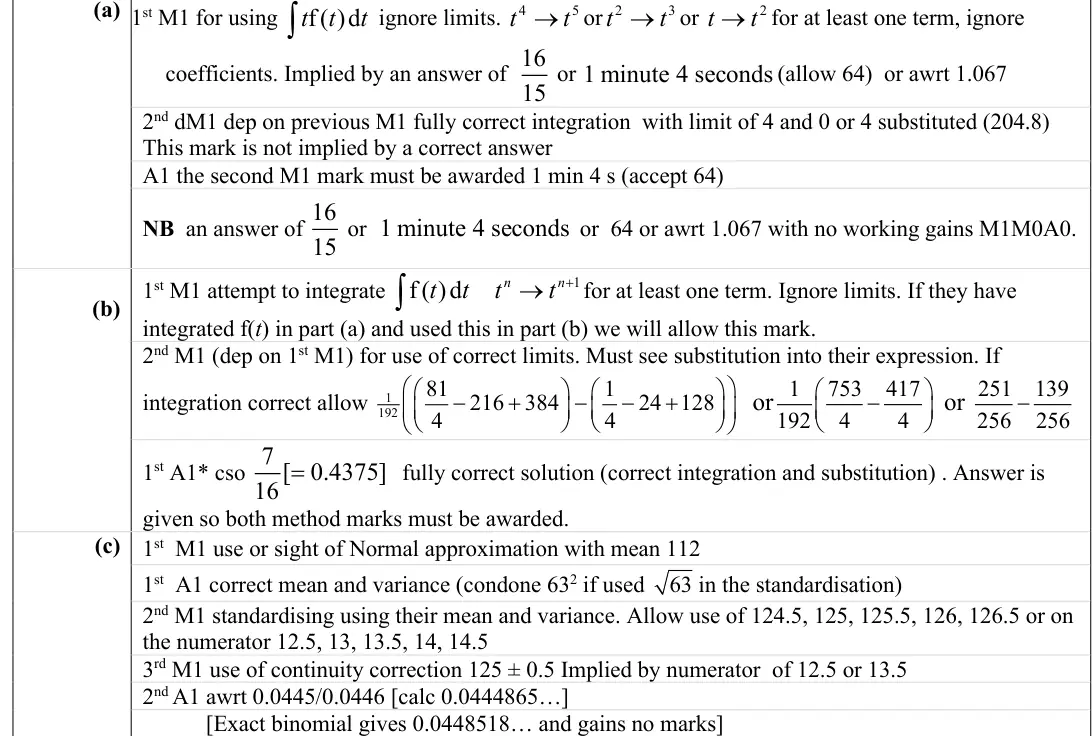 (a) 1st M1 for using ∫tf(t)dt ignore limits. t⁴ → t⁵ or t² → t³ or t → t² for at least one term, ignore
coefficients. Implied by an answer of 16/15 or 1 minute 4 seconds (allow 64) or awrt 1.067
2nd dM1 dep on previous M1 fully correct integration with limit of 4 and 0 or 4 substituted (204.8)
This mark is not implied by a correct answer
A1 the second M1 mark must be awarded 1 min 4 s (accept 64)
NB an answer of 16/15 or 1 minute 4 seconds or 64 or awrt 1.067 with no working gains M1M0A0.
(b) 1st M1 attempt to integrate ∫f(t)dt tⁿ → tⁿ⁺¹ for at least one term. Ignore limits. If they have
integrated f(t) in part (a) and used this in part (b) we will allow this mark.
2nd M1 (dep on 1st M1) for use of correct limits. Must see substitution into their expression. If
integration correct allow 1/192((81/4 − 216 + 384) − (1/4 − 24 + 128)) or 1/192(753/4 − 417/4) or 251/256 − 139/256
1st A1* cso 7/16 [= 0.4375] fully correct solution (correct integration and substitution) . Answer is
given so both method marks must be awarded.
(c) 1st M1 use or sight of Normal approximation with mean 112
1st A1 correct mean and variance (condone 63² if used √63 in the standardisation)
2nd M1 standardising using their mean and variance. Allow use of 124.5, 125, 125.5, 126, 126.5 or on
the numerator 12.5, 13, 13.5, 14, 14.5
3rd M1 use of continuity correction 125 ± 0.5 Implied by numerator of 12.5 or 13.5
2nd A1 awrt 0.0445/0.0446 [calc 0.0444865…]
[Exact binomial gives 0.0448518… and gains no marks]